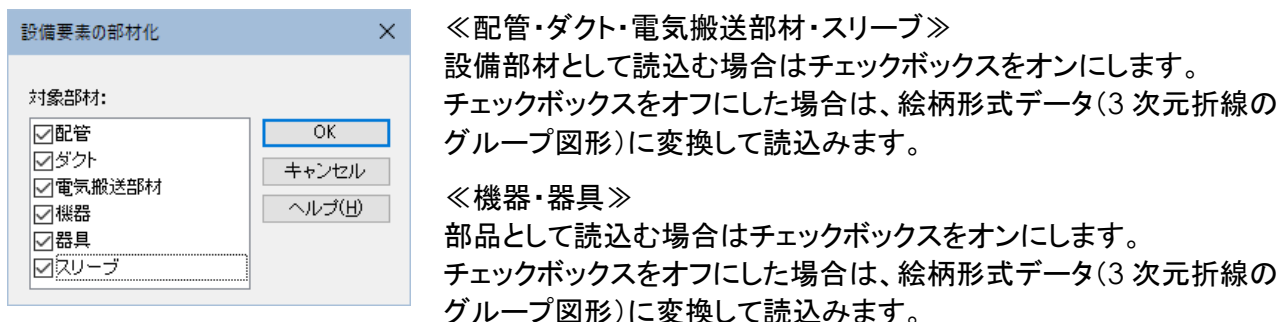 設備要素の部材化
対象部材:
配管
ダクト
電気搬送部材
機器
器具
スリーブ
OK
キャンセル
ヘルプ(H)
≪配管・ダクト・電気搬送部材・スリーブ≫
設備部材として読込む場合はチェックボックスをオンにします。
チェックボックスをオフにした場合は、絵柄形式データ(3 次元折線の
グループ図形)に変換して読込みます。
≪機器・器具≫
部品として読込む場合はチェックボックスをオンにします。
チェックボックスをオフにした場合は、絵柄形式データ(3 次元折線の
グループ図形)に変換して読込みます。